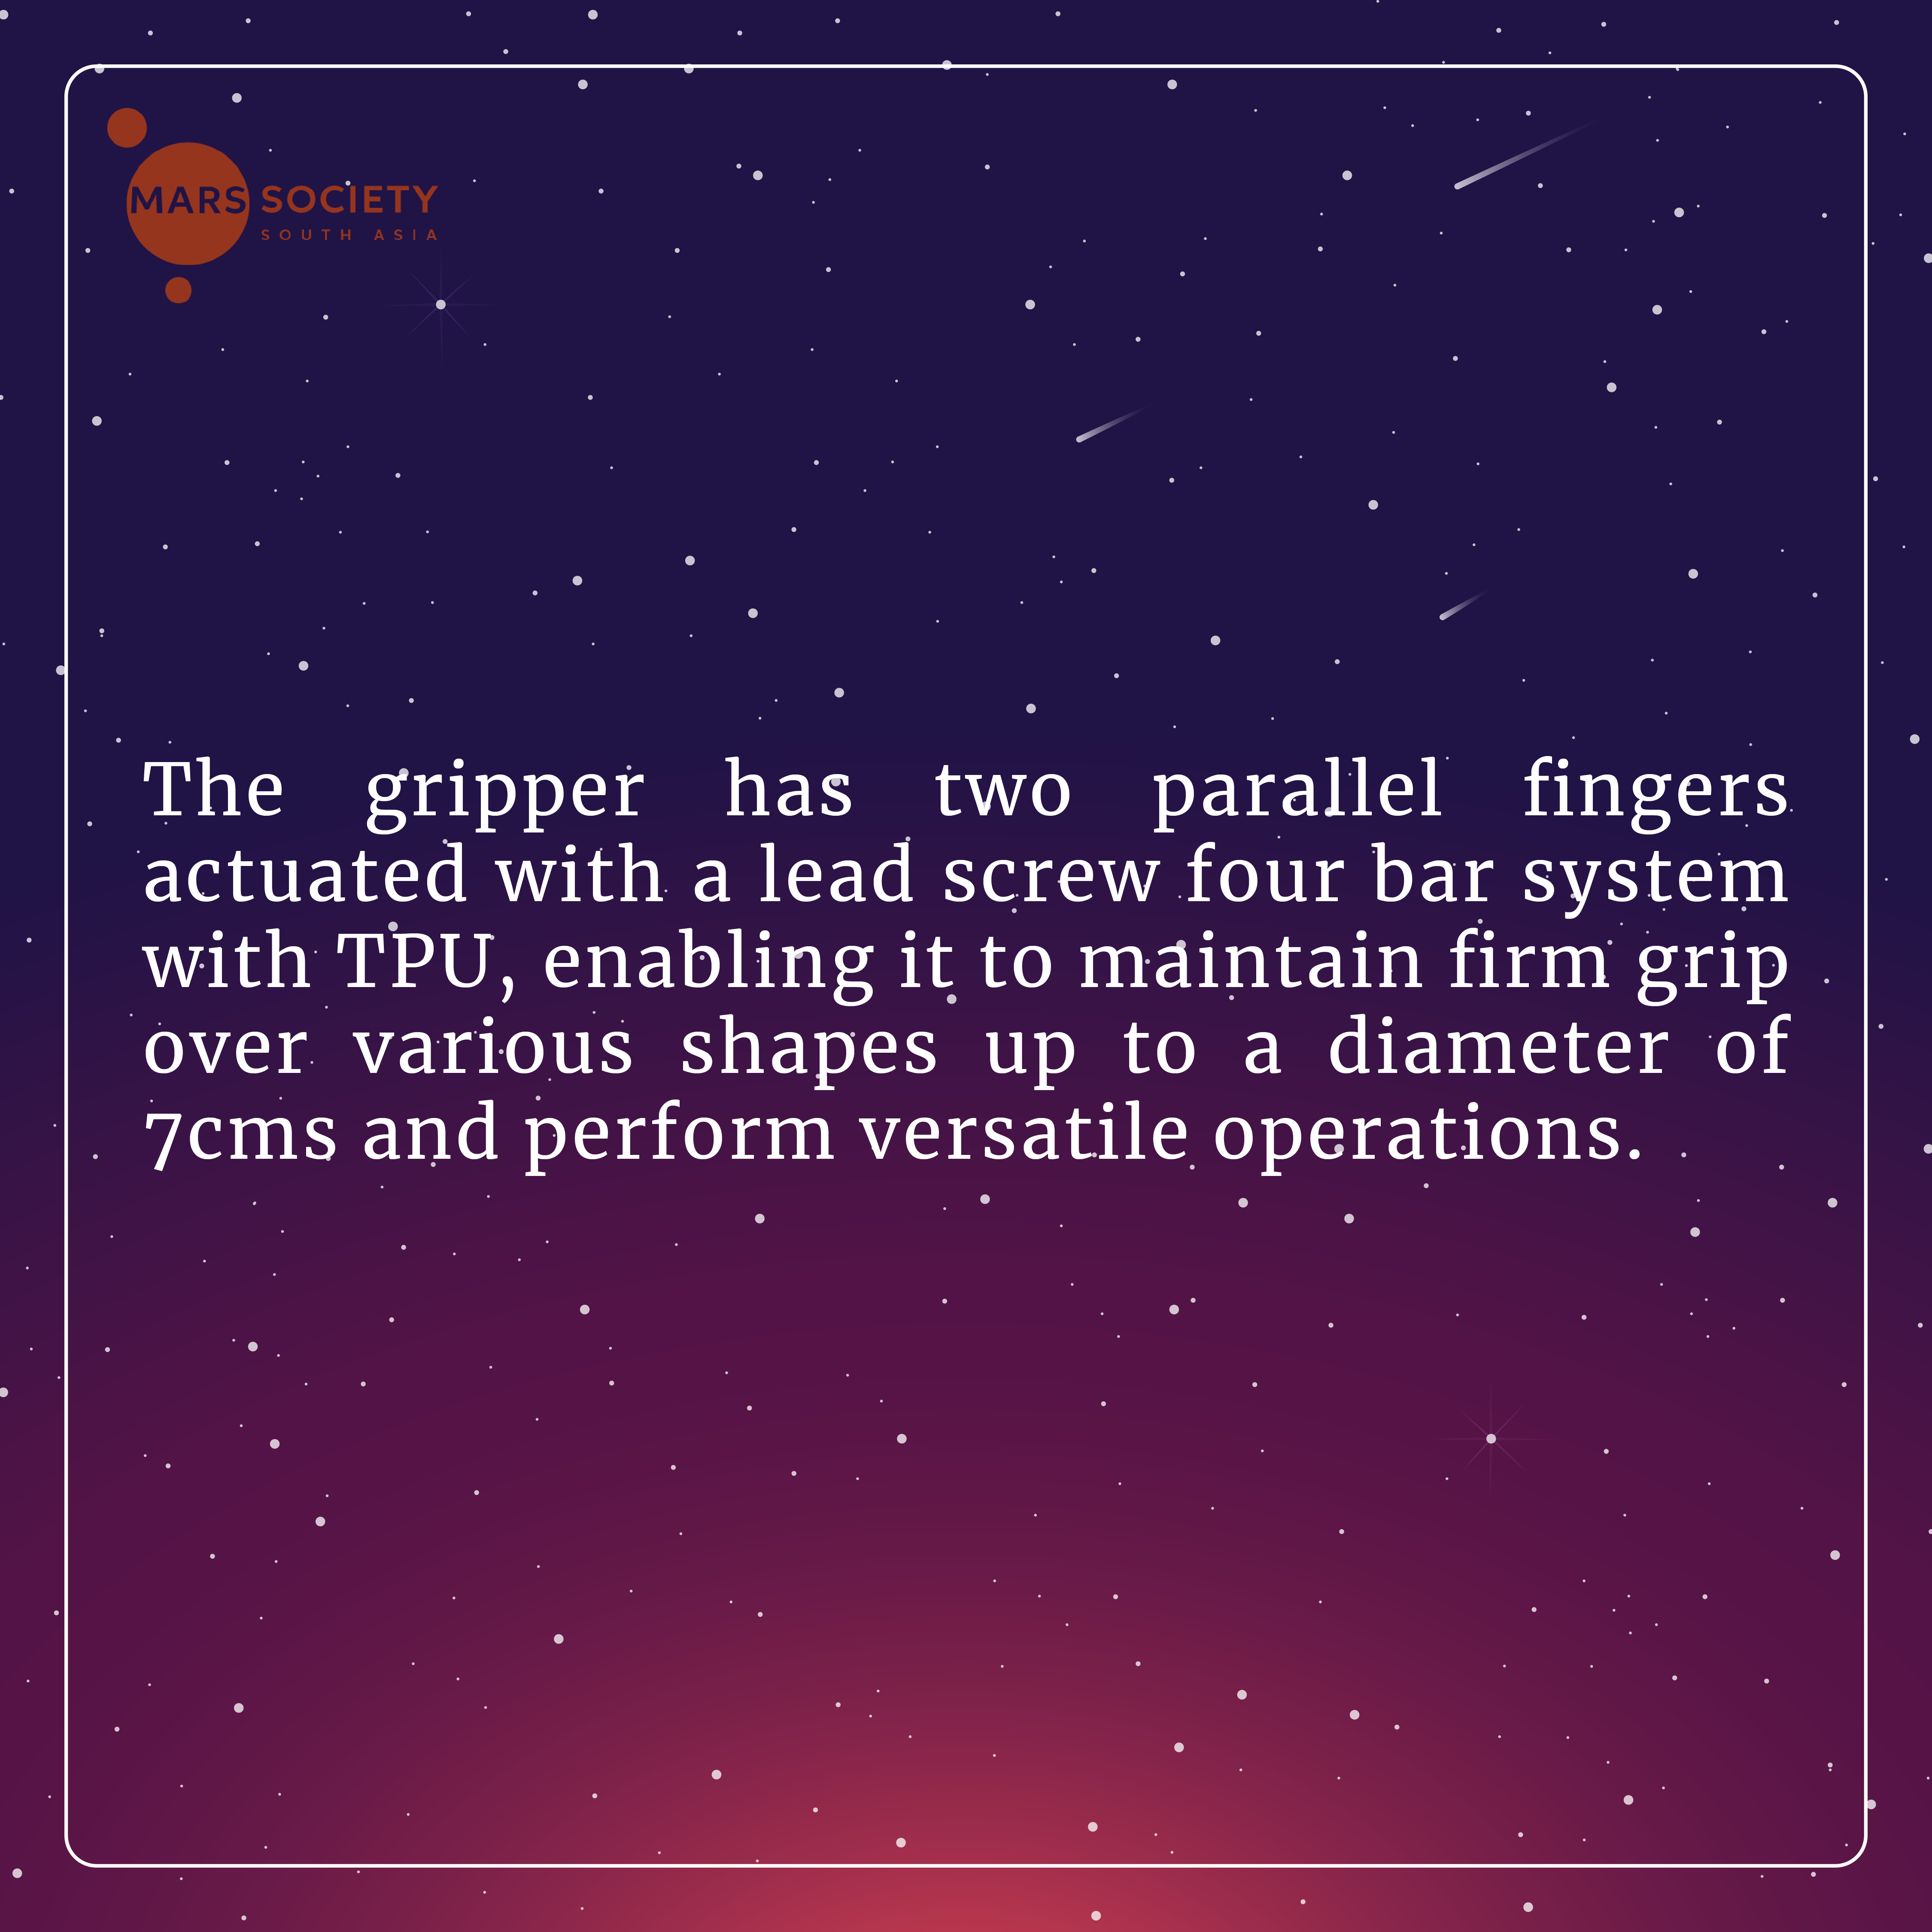 MARS SOCIETY
SOUTH ASIA
The gripper has two parallel fingers
actuated with a lead screw four bar system
with TPU, enabling it to maintain firm grip
over various shapes up to a diameter of
7cms and perform versatile operations.